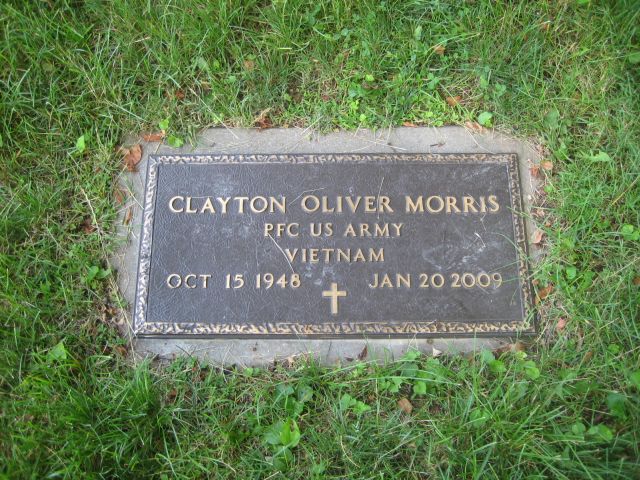 CLAYTON OLIVER MORRIS
PFC US ARMY
VIETNAM
OCT 15 1948 JAN 20 2009